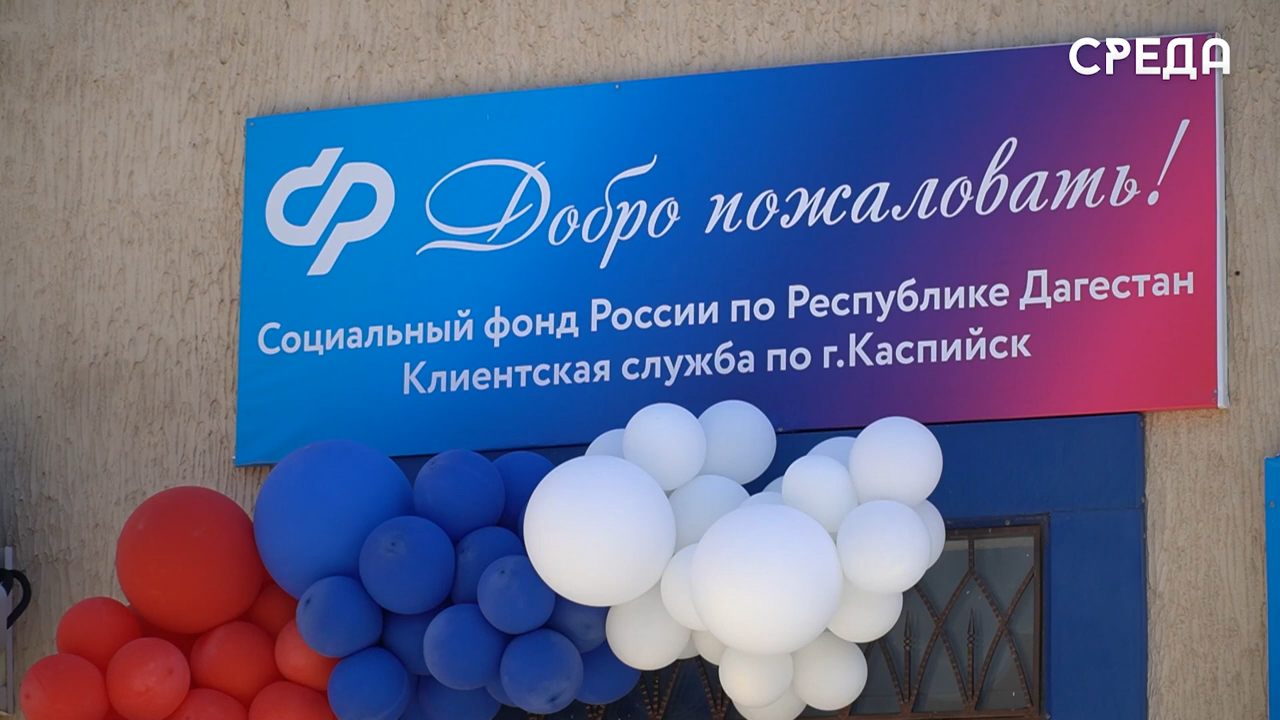 СРЕДА
Добро пожаловать!
Социальный фонд России по Республике Дагестан
Клиентская служба по г.Каспийск